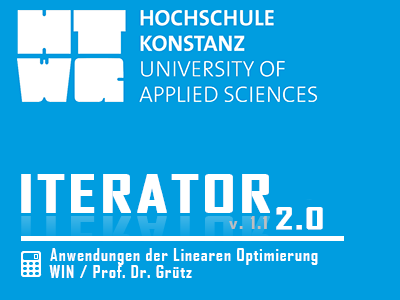 HTWG
HOCHSCHULE
KONSTANZ
UNIVERSITY OF
APPLIED SCIENCES
ITERATOR
v. 1.1 2.0
Anwendungen der Linearen Optimierung
WIN / Prof. Dr. Grütz